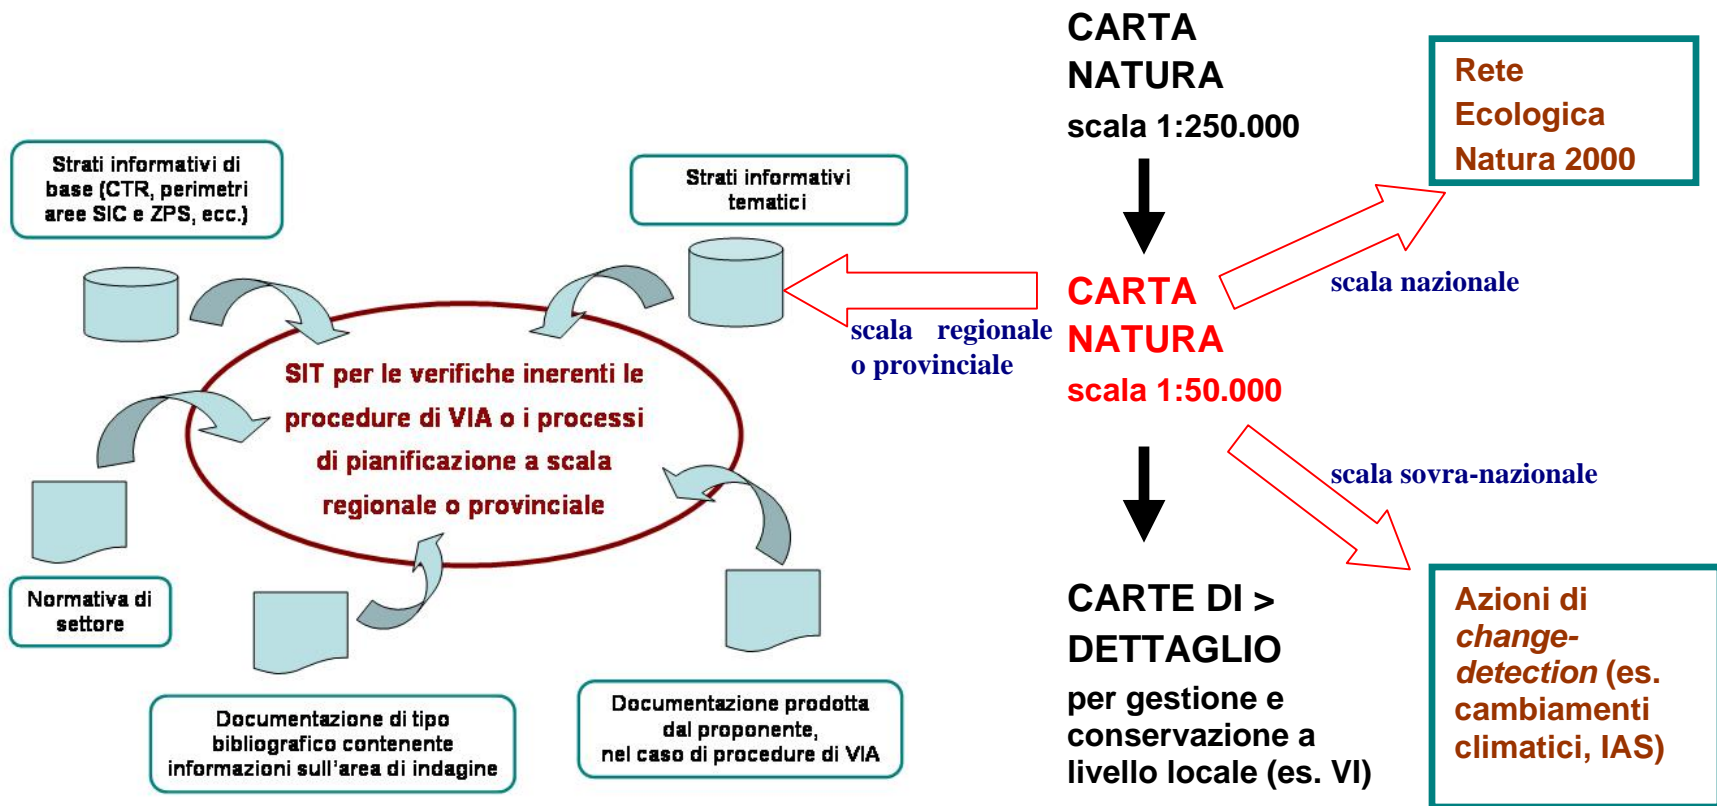 Strati informativi di
base (CTR, perimetri
aree SIC e ZPS, ecc.)
Strati informativi
tematici
SIT per le verifiche inerenti le
procedure di VIA o i processi
di pianificazione a scala
regionale o provinciale
Normativa di
settore
Documentazione di tipo
bibliografico contenente
informazioni sull'area di indagine
Documentazione prodotta
dal proponente,
nel caso di procedure di VIA
scala regionale
o provinciale
CARTA
NATURA
scala 1:250.000
CARTA
NATURA
scala 1:50.000
CARTE DI >
DETTAGLIO
per gestione e
conservazione a
livello locale (es. VI)
scala nazionale
scala sovra-nazionale
Rete
Ecologica
Natura 2000
Azioni di
change-
detection (es.
cambiamenti
climatici, IAS)